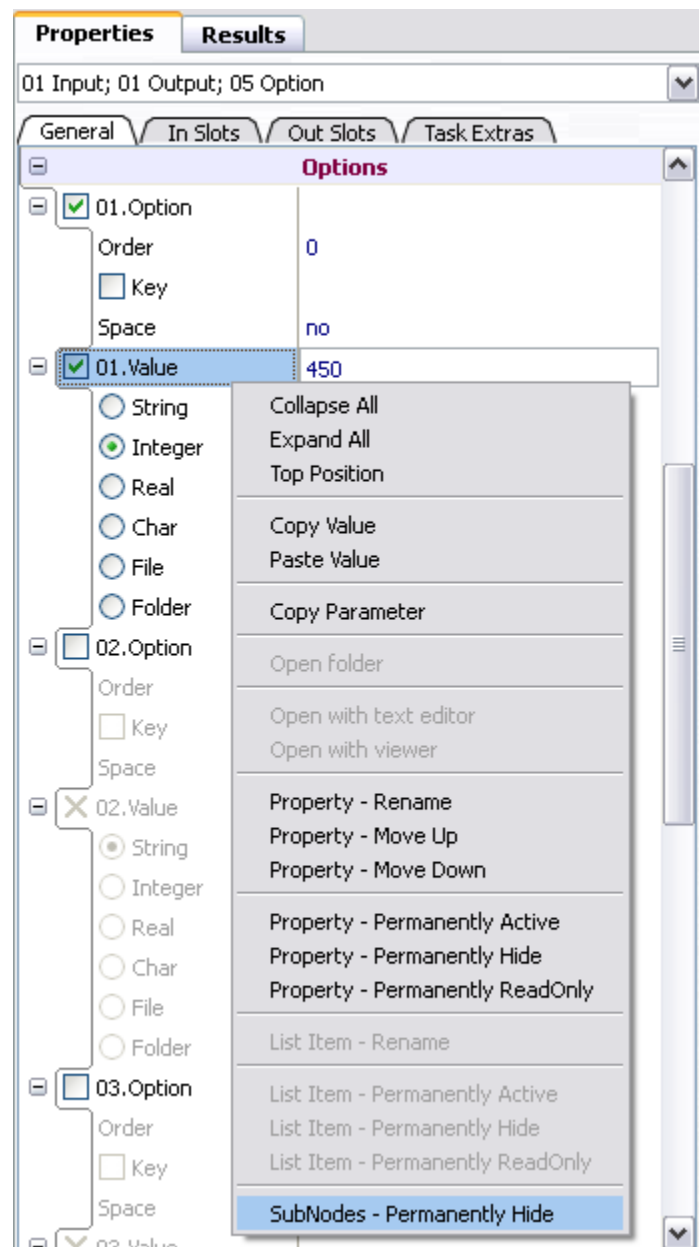 Properties Results
01 Input; 01 Output; 05 Option
General In Slots Out Slots Task Extras
Options
01.Option
Order 0
Key
Space no
01.Value 450
String
Integer
Real
Char
File
Folder
02.Option
Order
Key
Space
02.Value
String
Integer
Real
Char
File
Folder
03.Option
Order
Key
Space
03.Value
Collapse All
Expand All
Top Position
Copy Value
Paste Value
Copy Parameter
Open folder
Open with text editor
Open with viewer
Property - Rename
Property - Move Up
Property - Move Down
Property - Permanently Active
Property - Permanently Hide
Property - Permanently ReadOnly
List Item - Rename
List Item - Permanently Active
List Item - Permanently Hide
List Item - Permanently ReadOnly
SubNodes - Permanently Hide